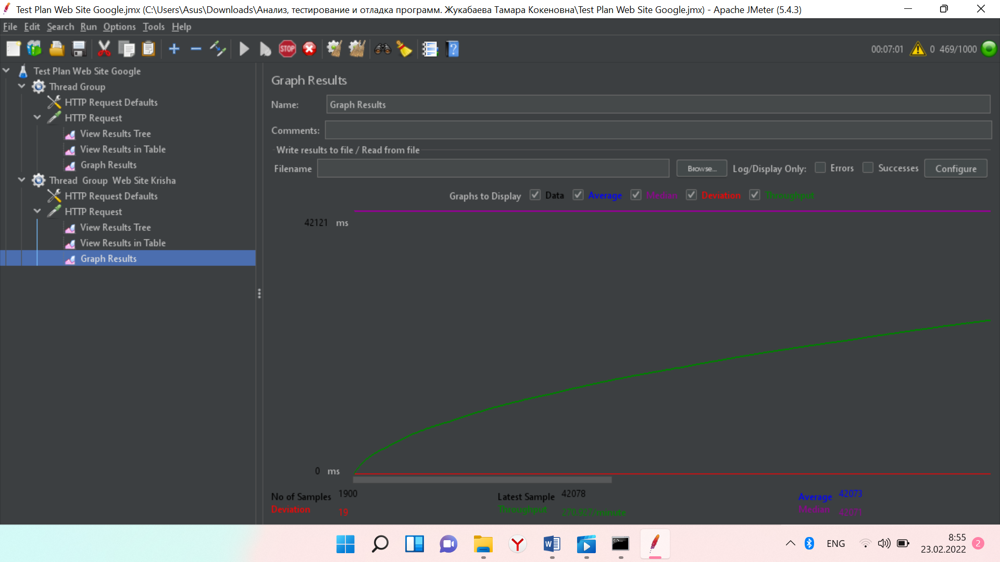 Test Plan Web Site Google.jmx (C:\Users\Asus\Downloads\Анализ, тестирование и отладка программ. Жукабаева Тамара Кокеновна\Test Plan Web Site Google.jmx) - Apache JMeter (5.4.3)
File Edit Search Run Options Tools Help
STOP 00:07:01 0 469/1000
Test Plan Web Site Google
Thread Group
HTTP Request Defaults
HTTP Request
View Results Tree
View Results in Table
Graph Results
Thread Group Web Site Krisha
HTTP Request Defaults
HTTP Request
View Results Tree
View Results in Table
Graph Results
Graph Results
Name: Graph Results
Comments:
Write results to file / Read from file
Filename Browse... Log/Display Only: Errors Successes Configure
Graphs to Display Data Average Median Deviation Throughput
42121 ms
0 ms
No of Samples 1900 Latest Sample 42078 Average 42073
Deviation 19 Throughput 270.927/minute Median 42071
ENG 8:55 2
23.02.2022